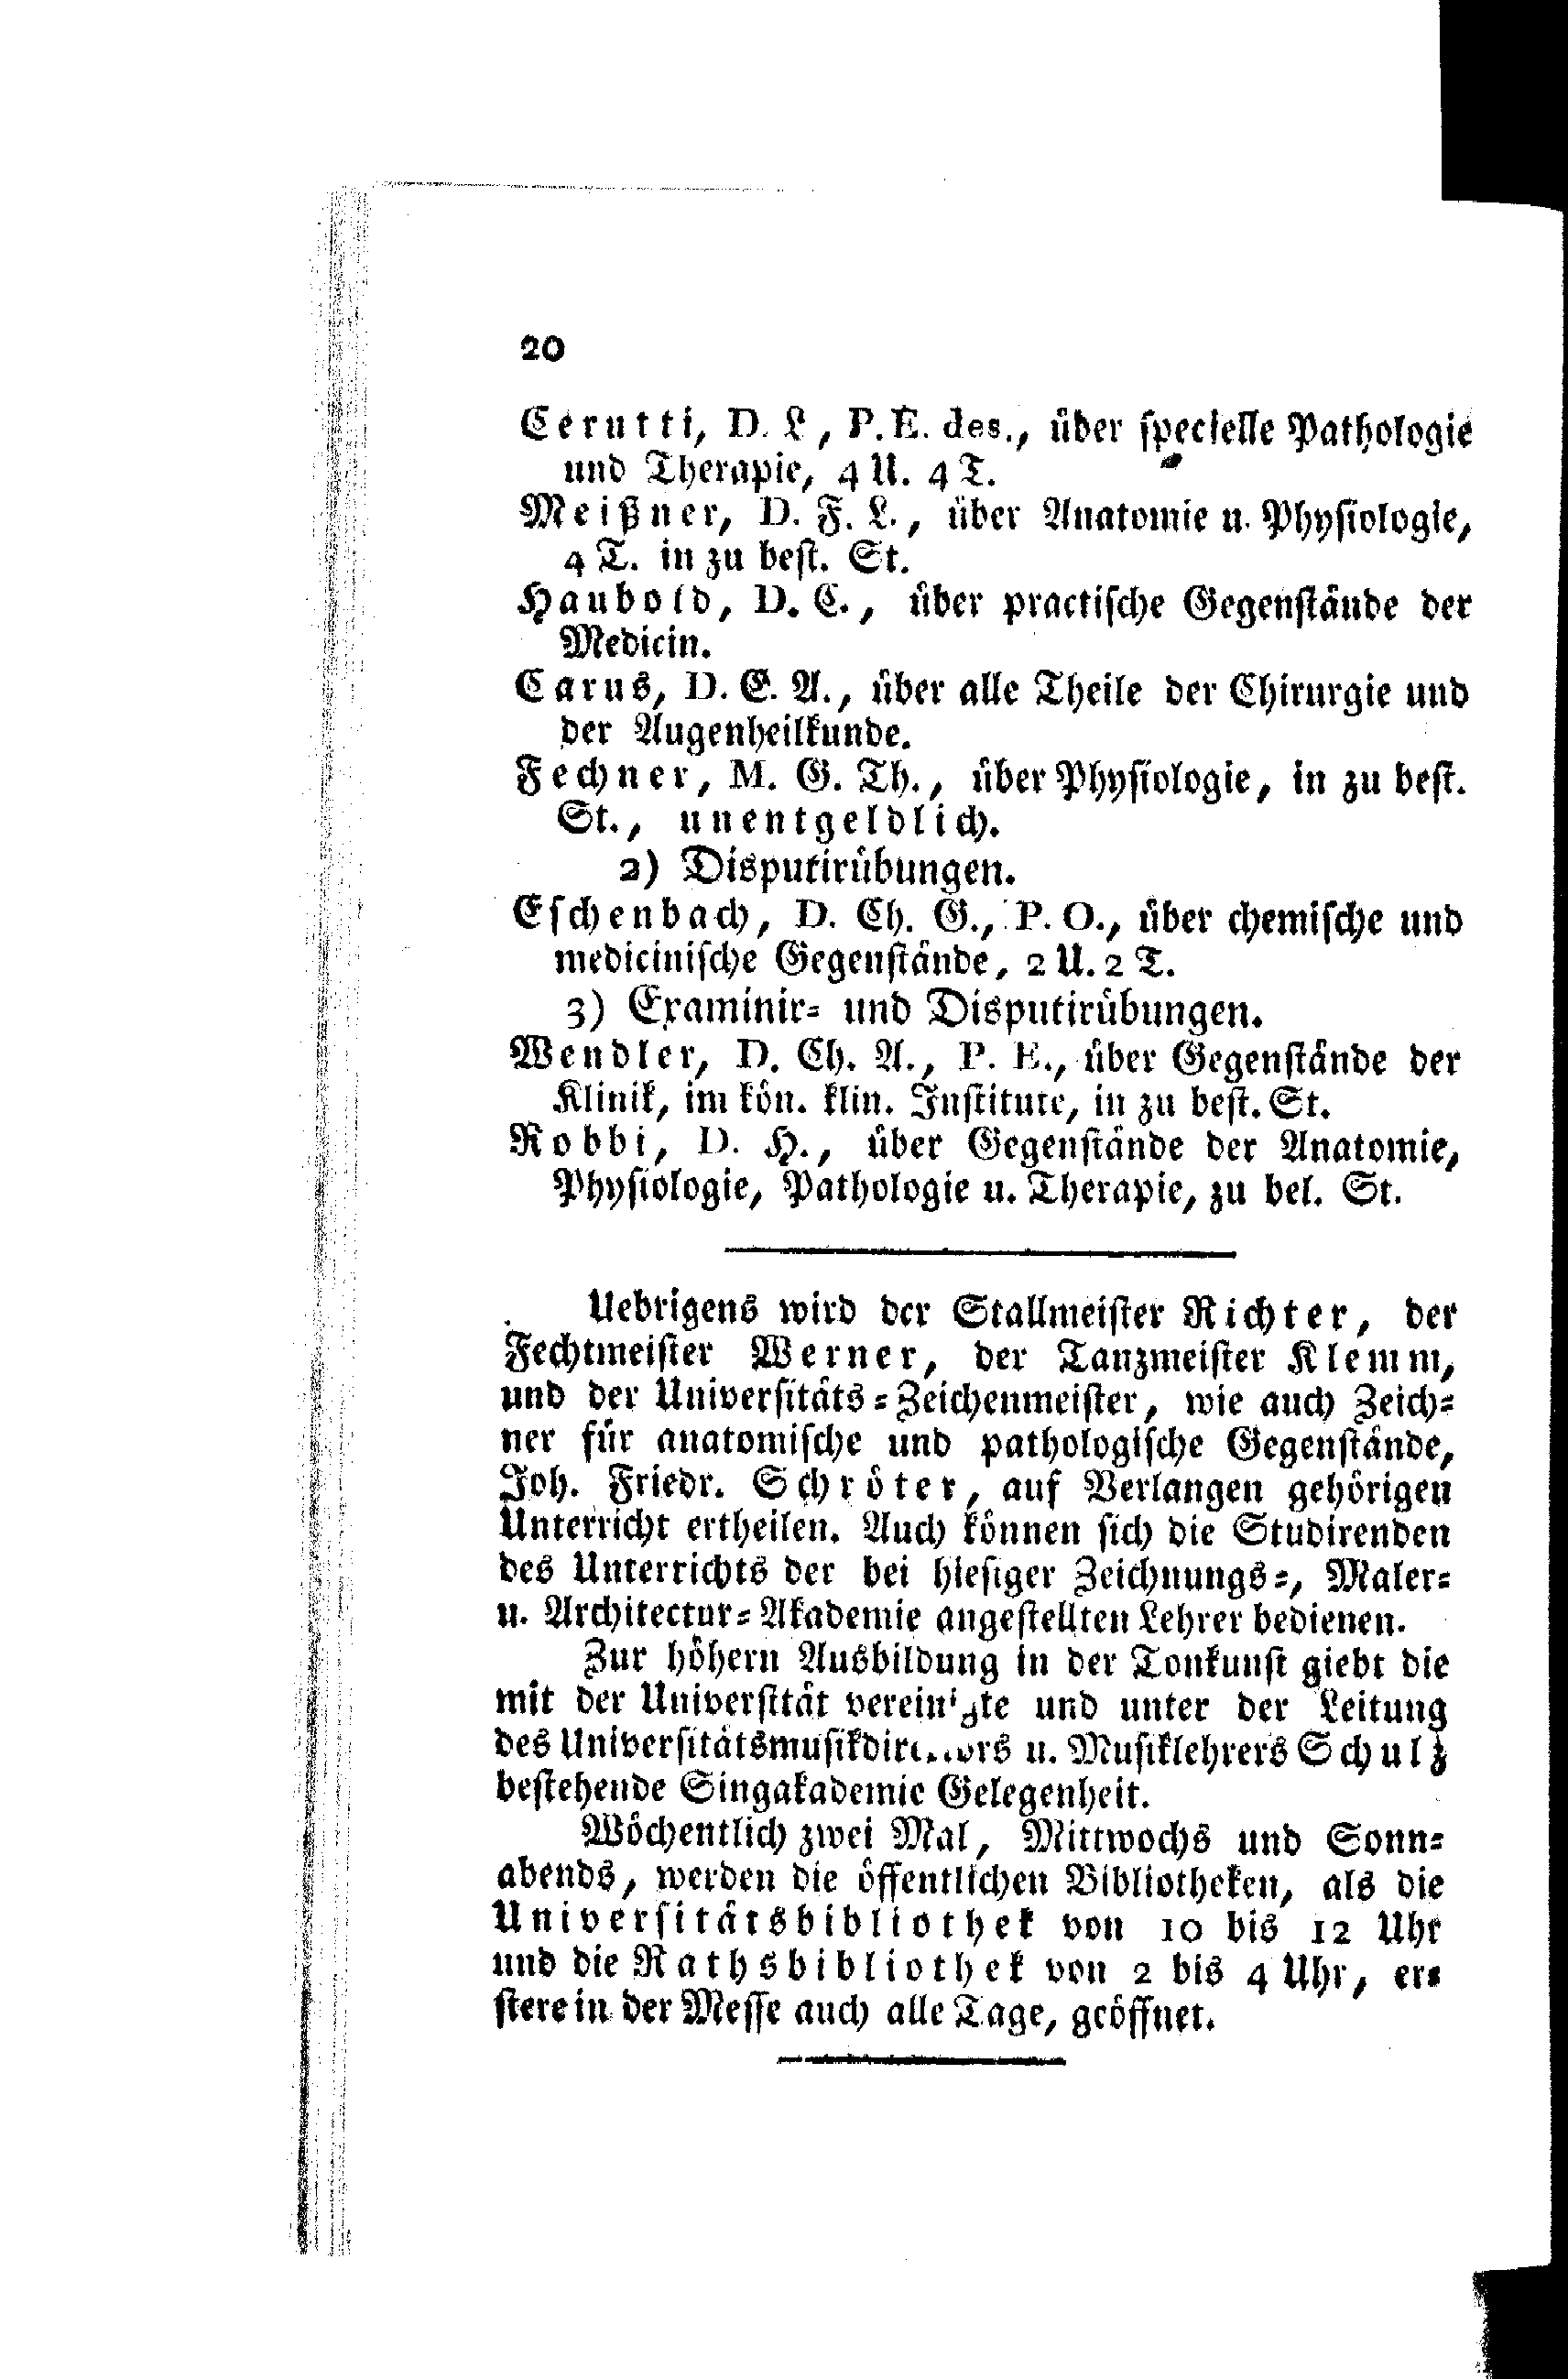 20
Cerutti, D. L, P. E. des., über specielle Pathologie
und Therapie, 4 U. 4 T.
Meißner, D. F. L., über Anatomie u. Physiologie,
4 T. in zu best. St.
Haubold, D. C., über practische Gegenstände der
Medicin.
Carus, D. E. A., über alle Theile der Chirurgie und
der Augenheilkunde.
Fechner, M. G. Th., über Physiologie, in zu best.
St., unentgeldlich.
2) Disputirübungen.
Eschenbach, D. Ch. G., P. O., über chemische und
medicinische Gegenstände, 2 U. 2 T.
3) Examinir- und Disputirübungen.
Wendler, D. Ch. A., P. E., über Gegenstände der
Klinik, im kön. klin. Institute, in zu best. St.
Robbi, D. H., über Gegenstände der Anatomie,
Physiologie, Pathologie u. Therapie, zu bel. St.
Uebrigens wird der Stallmeister Richter, der
Fechtmeister Werner, der Tanzmeister Klemm,
und der Universitäts-Zeichenmeister, wie auch Zeich-
ner für anatomische und pathologische Gegenstände,
Joh. Friedr. Schröter, auf Verlangen gehörigen
Unterricht ertheilen. Auch können sich die Studirenden
des Unterrichts der bei hiesiger Zeichnungs-, Maler-
u. Architectur-Akademie angestellten Lehrer bedienen.
Zur höhern Ausbildung in der Tonkunst giebt die
mit der Universität vereinigte und unter der Leitung
des Universitätsmusikdirectors u. Musiklehrers Schulz
bestehende Singakademie Gelegenheit.
Wöchentlich zwei Mal, Mittwochs und Sonn-
abends, werden die öffentlichen Bibliotheken, als die
Universitätsbibliothek von 10 bis 12 Uhr
und die Rathsbibliothek von 2 bis 4 Uhr, er-
stere in der Messe auch alle Tage, geöffnet.